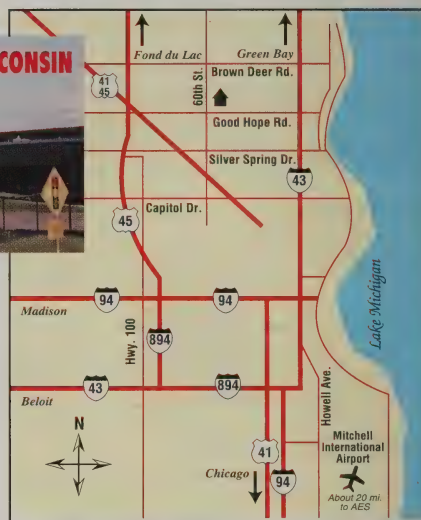 CONSIN
Fond du Lac
Green Bay
41
45
60th St.
Brown Deer Rd.
Good Hope Rd.
Silver Spring Dr.
43
45
Capitol Dr.
94
94
Madison
Hwy. 100
894
Lake Michigan
43
894
Beloit
Howell Ave.
N
41
Mitchell
International
Airport
Chicago
94
About 20 mi.
to AES